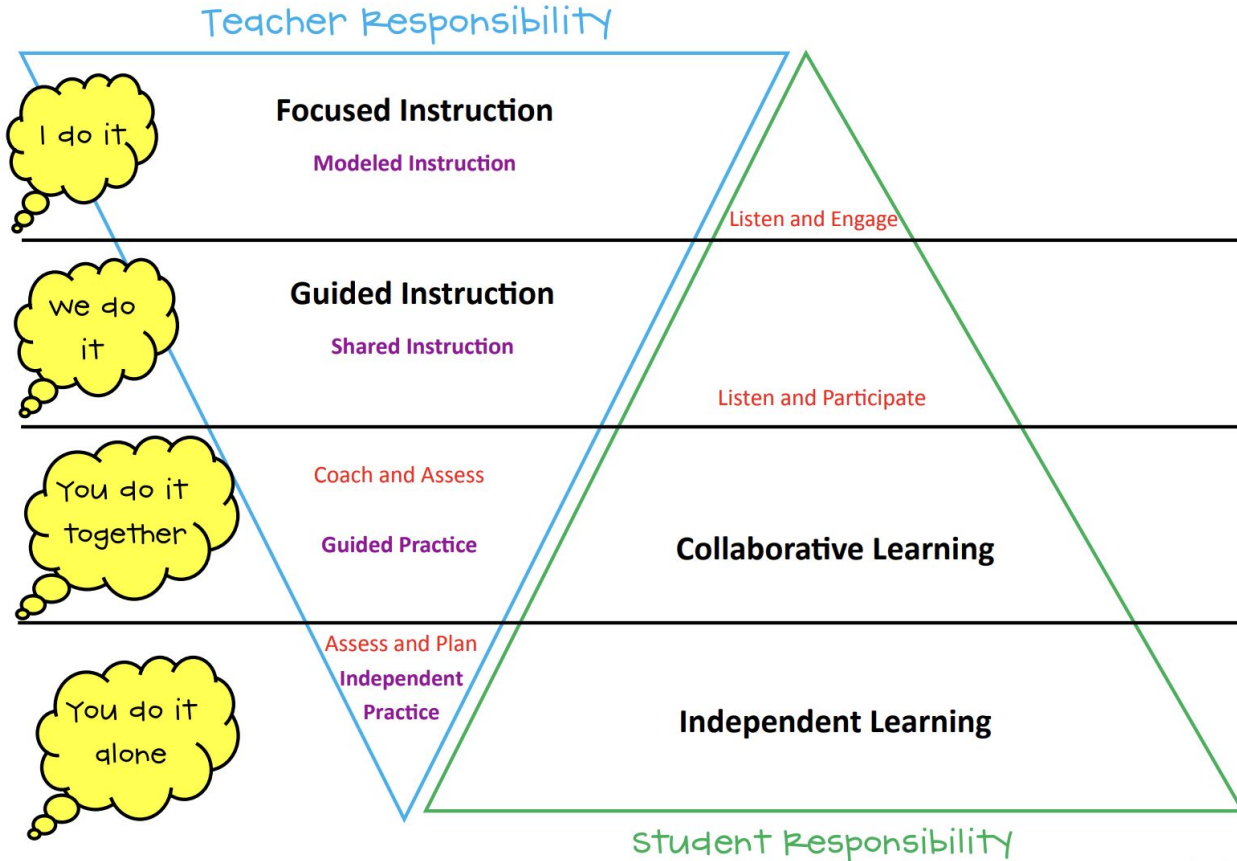 Teacher Responsibility
I do it
Focused Instruction
Modeled Instruction
Listen and Engage
We do
it
Guided Instruction
Shared Instruction
Listen and Participate
You do it
together
Coach and Assess
Guided Practice
Collaborative Learning
You do it
alone
Assess and Plan
Independent
Practice
Independent Learning
Student Responsibility